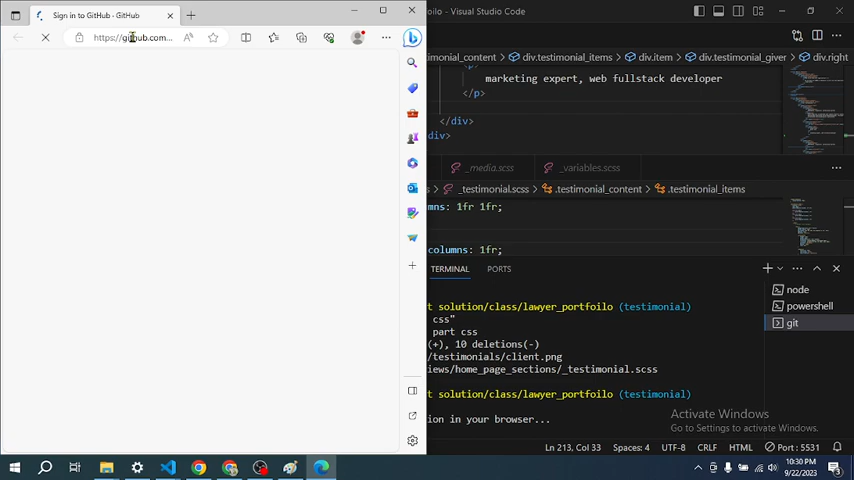 Sign in to GitHub · GitHub
https://github.com...
oilo - Visual Studio Code
imonial_content
div.testimonial_items
div.item
div.testimonial_giver
div.right
<p>
marketing expert, web fullstack developer
</p>
</div>
div>
_media.scss
_variables.scss
_testimonial.scss
.testimonial_content
.testimonial_items
mns: 1fr 1fr;
columns: 1fr;
TERMINAL
PORTS
node
powershell
git
t solution/class/lawyer_portfoilo (testimonial)
css"
part css
(+), 10 deletions(-)
/testimonials/client.png
views/home_page_sections/_testimonial.scss
t solution/class/lawyer_portfoilo (testimonial)
ion in your browser...
Activate Windows
Go to Settings to activate Windows.
Ln 213, Col 33
Spaces: 4
UTF-8
CRLF
HTML
Port : 5531
10:30 PM
9/22/2023